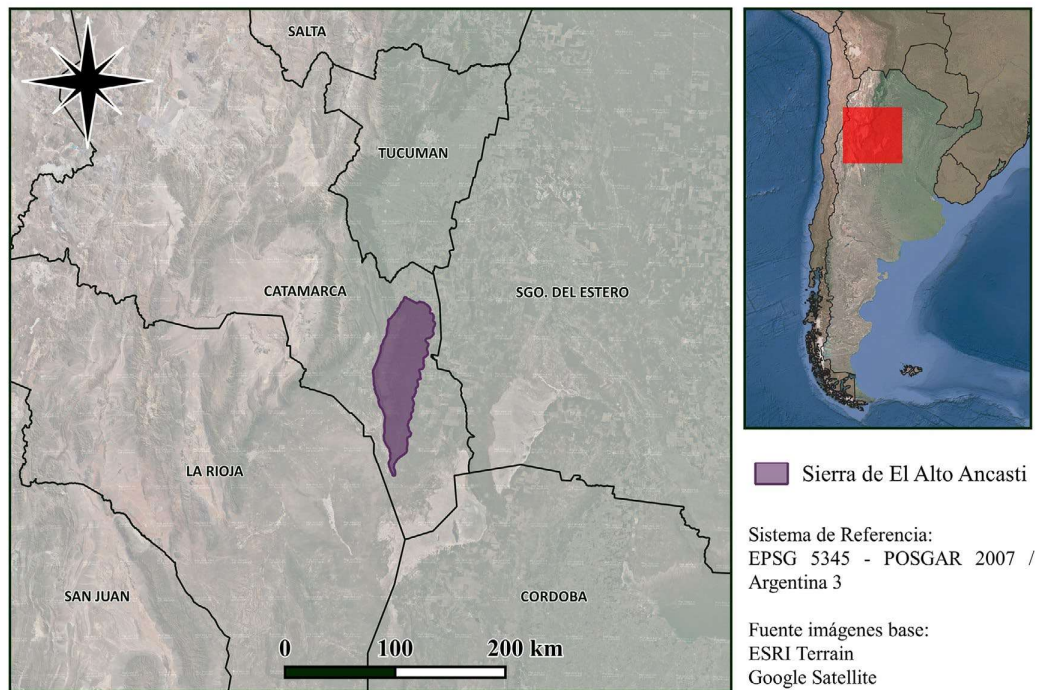 SALTA
TUCUMAN
CATAMARCA
SGO. DEL ESTERO
LA RIOJA
SAN JUAN
CORDOBA
0 100 200 km
Sierra de El Alto Ancasti
Sistema de Referencia:
EPSG 5345 - POSGAR 2007 /
Argentina 3
Fuente imágenes base:
ESRI Terrain
Google Satellite